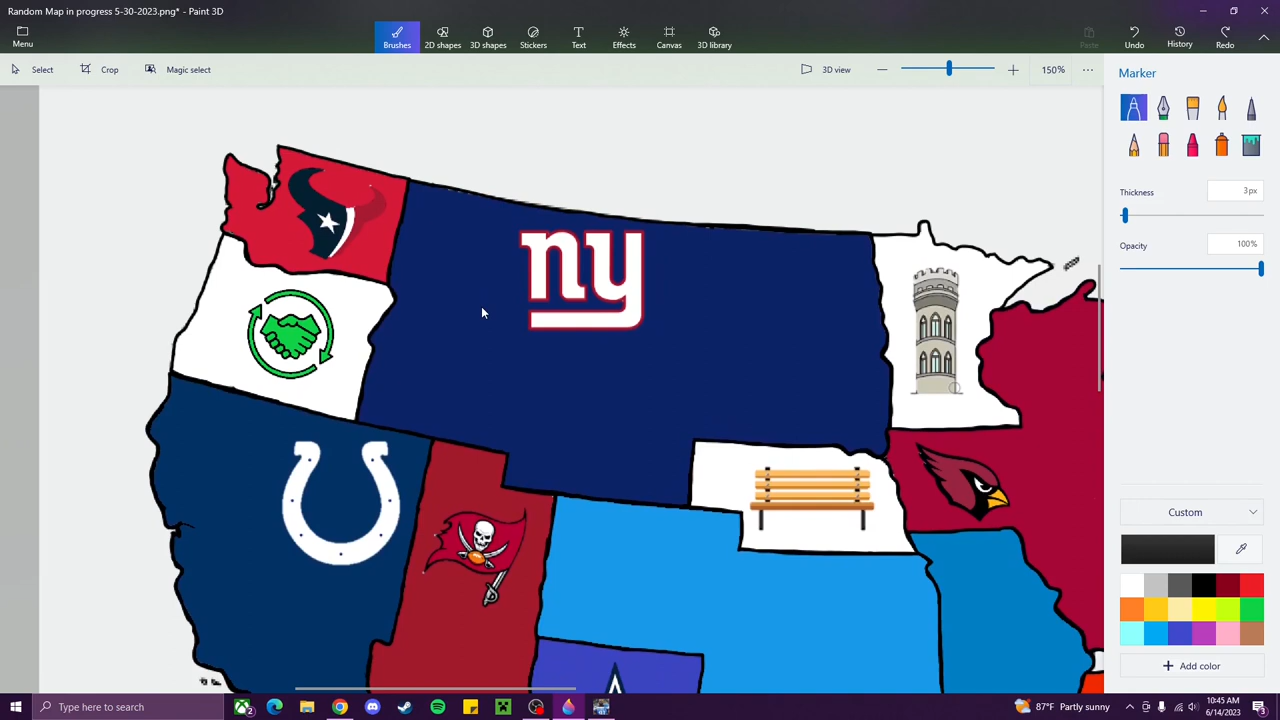 Random Map in progress 5-30-2023.png* - Paint 3D
Menu
Brushes
2D shapes
3D shapes
Stickers
Text
Effects
Canvas
3D library
Paste
Undo
History
Redo
Select
Crop
Magic select
3D view
150%
Marker
Thickness
3px
Opacity
100%
ny
Custom
Add color
Type here to search
2
87°F Partly sunny
10:45 AM
6/14/2023
3